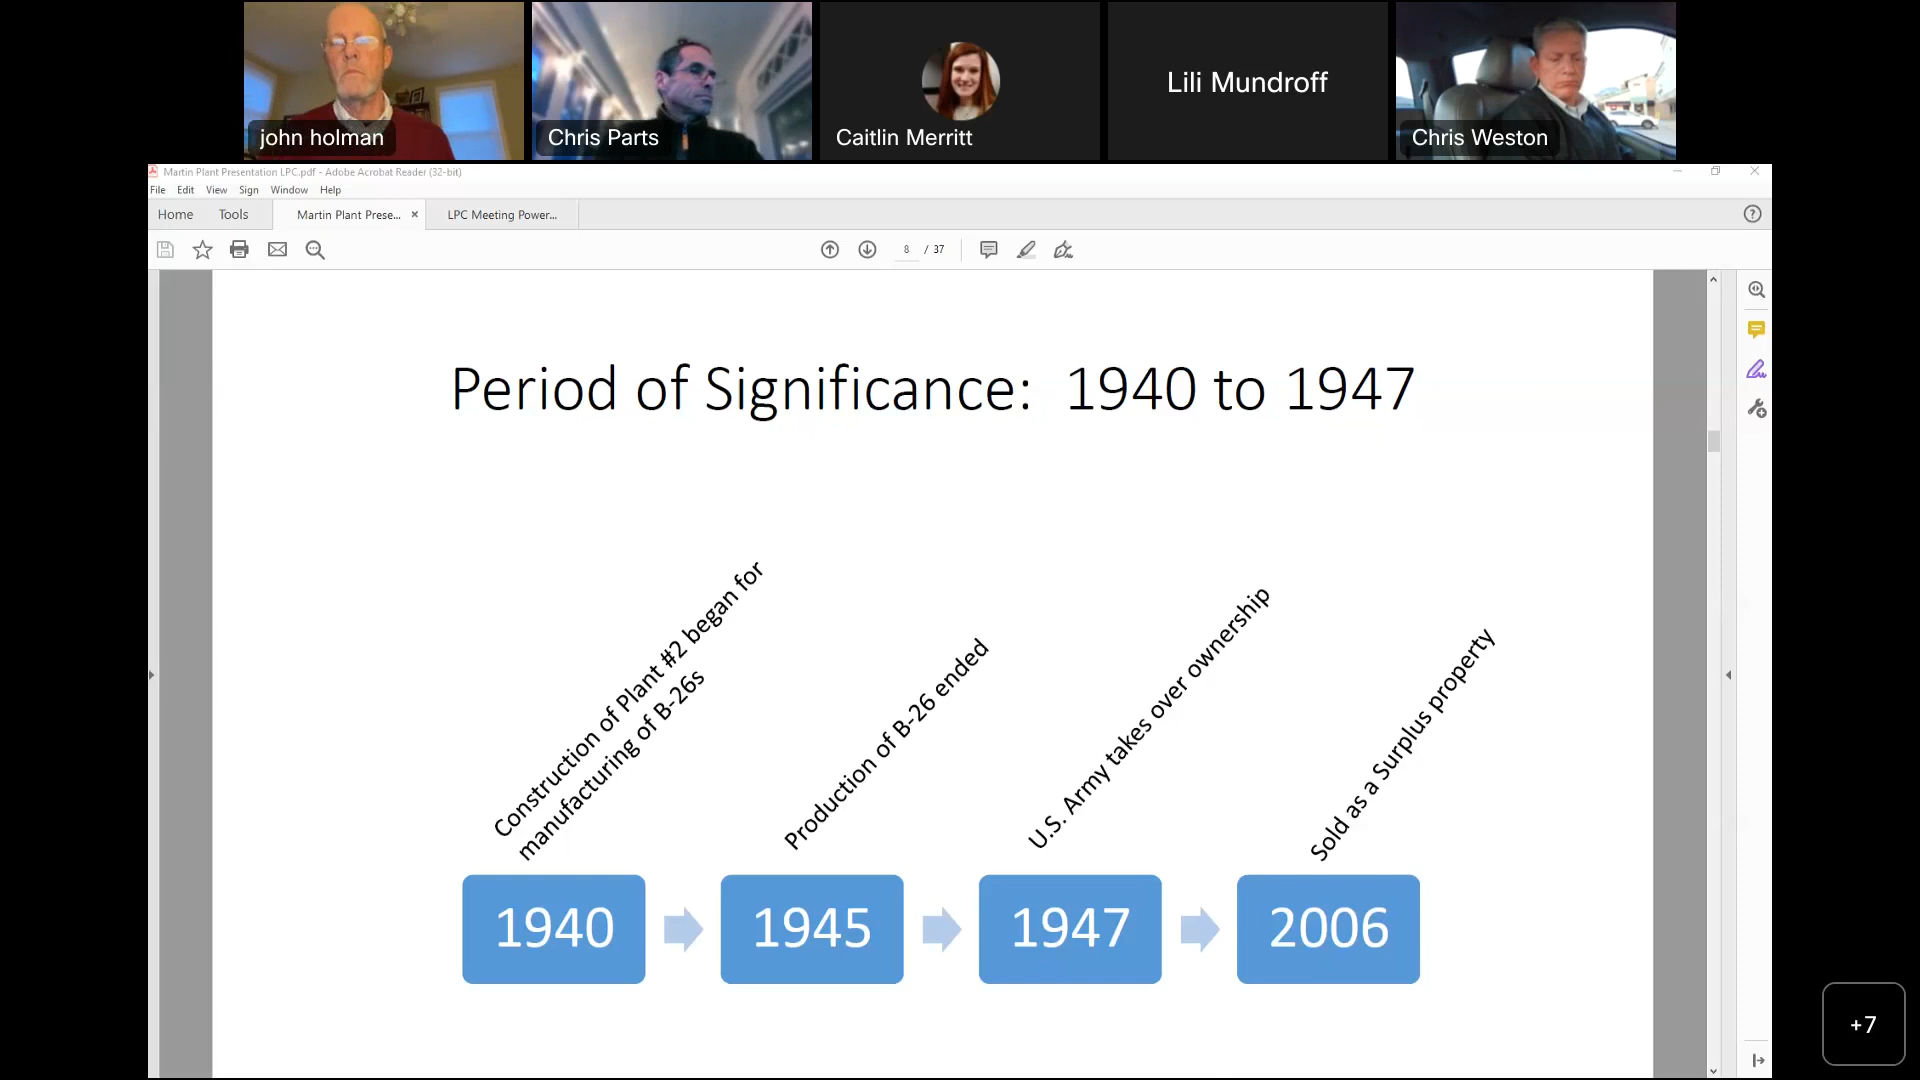 john holman
Chris Parts
Caitlin Merritt
Lili Mundroff
Chris Weston
Martin Plant Presentation LPC.pdf - Adobe Acrobat Reader (32-bit)
File Edit View Sign Window Help
Home Tools Martin Plant Prese... × LPC Meeting Power...
8 / 37
Period of Significance: 1940 to 1947
Construction of Plant #2 began for
manufacturing of B-26s
Production of B-26 ended
U.S. Army takes over ownership
Sold as a Surplus property
1940
1945
1947
2006
+7